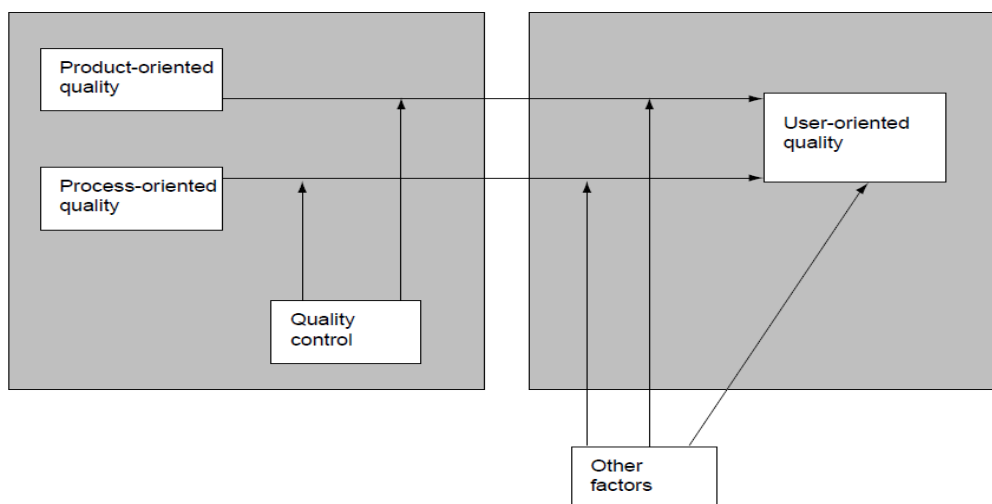 Product-oriented
quality
User-oriented
quality
Process-oriented
quality
Quality
control
Other
factors